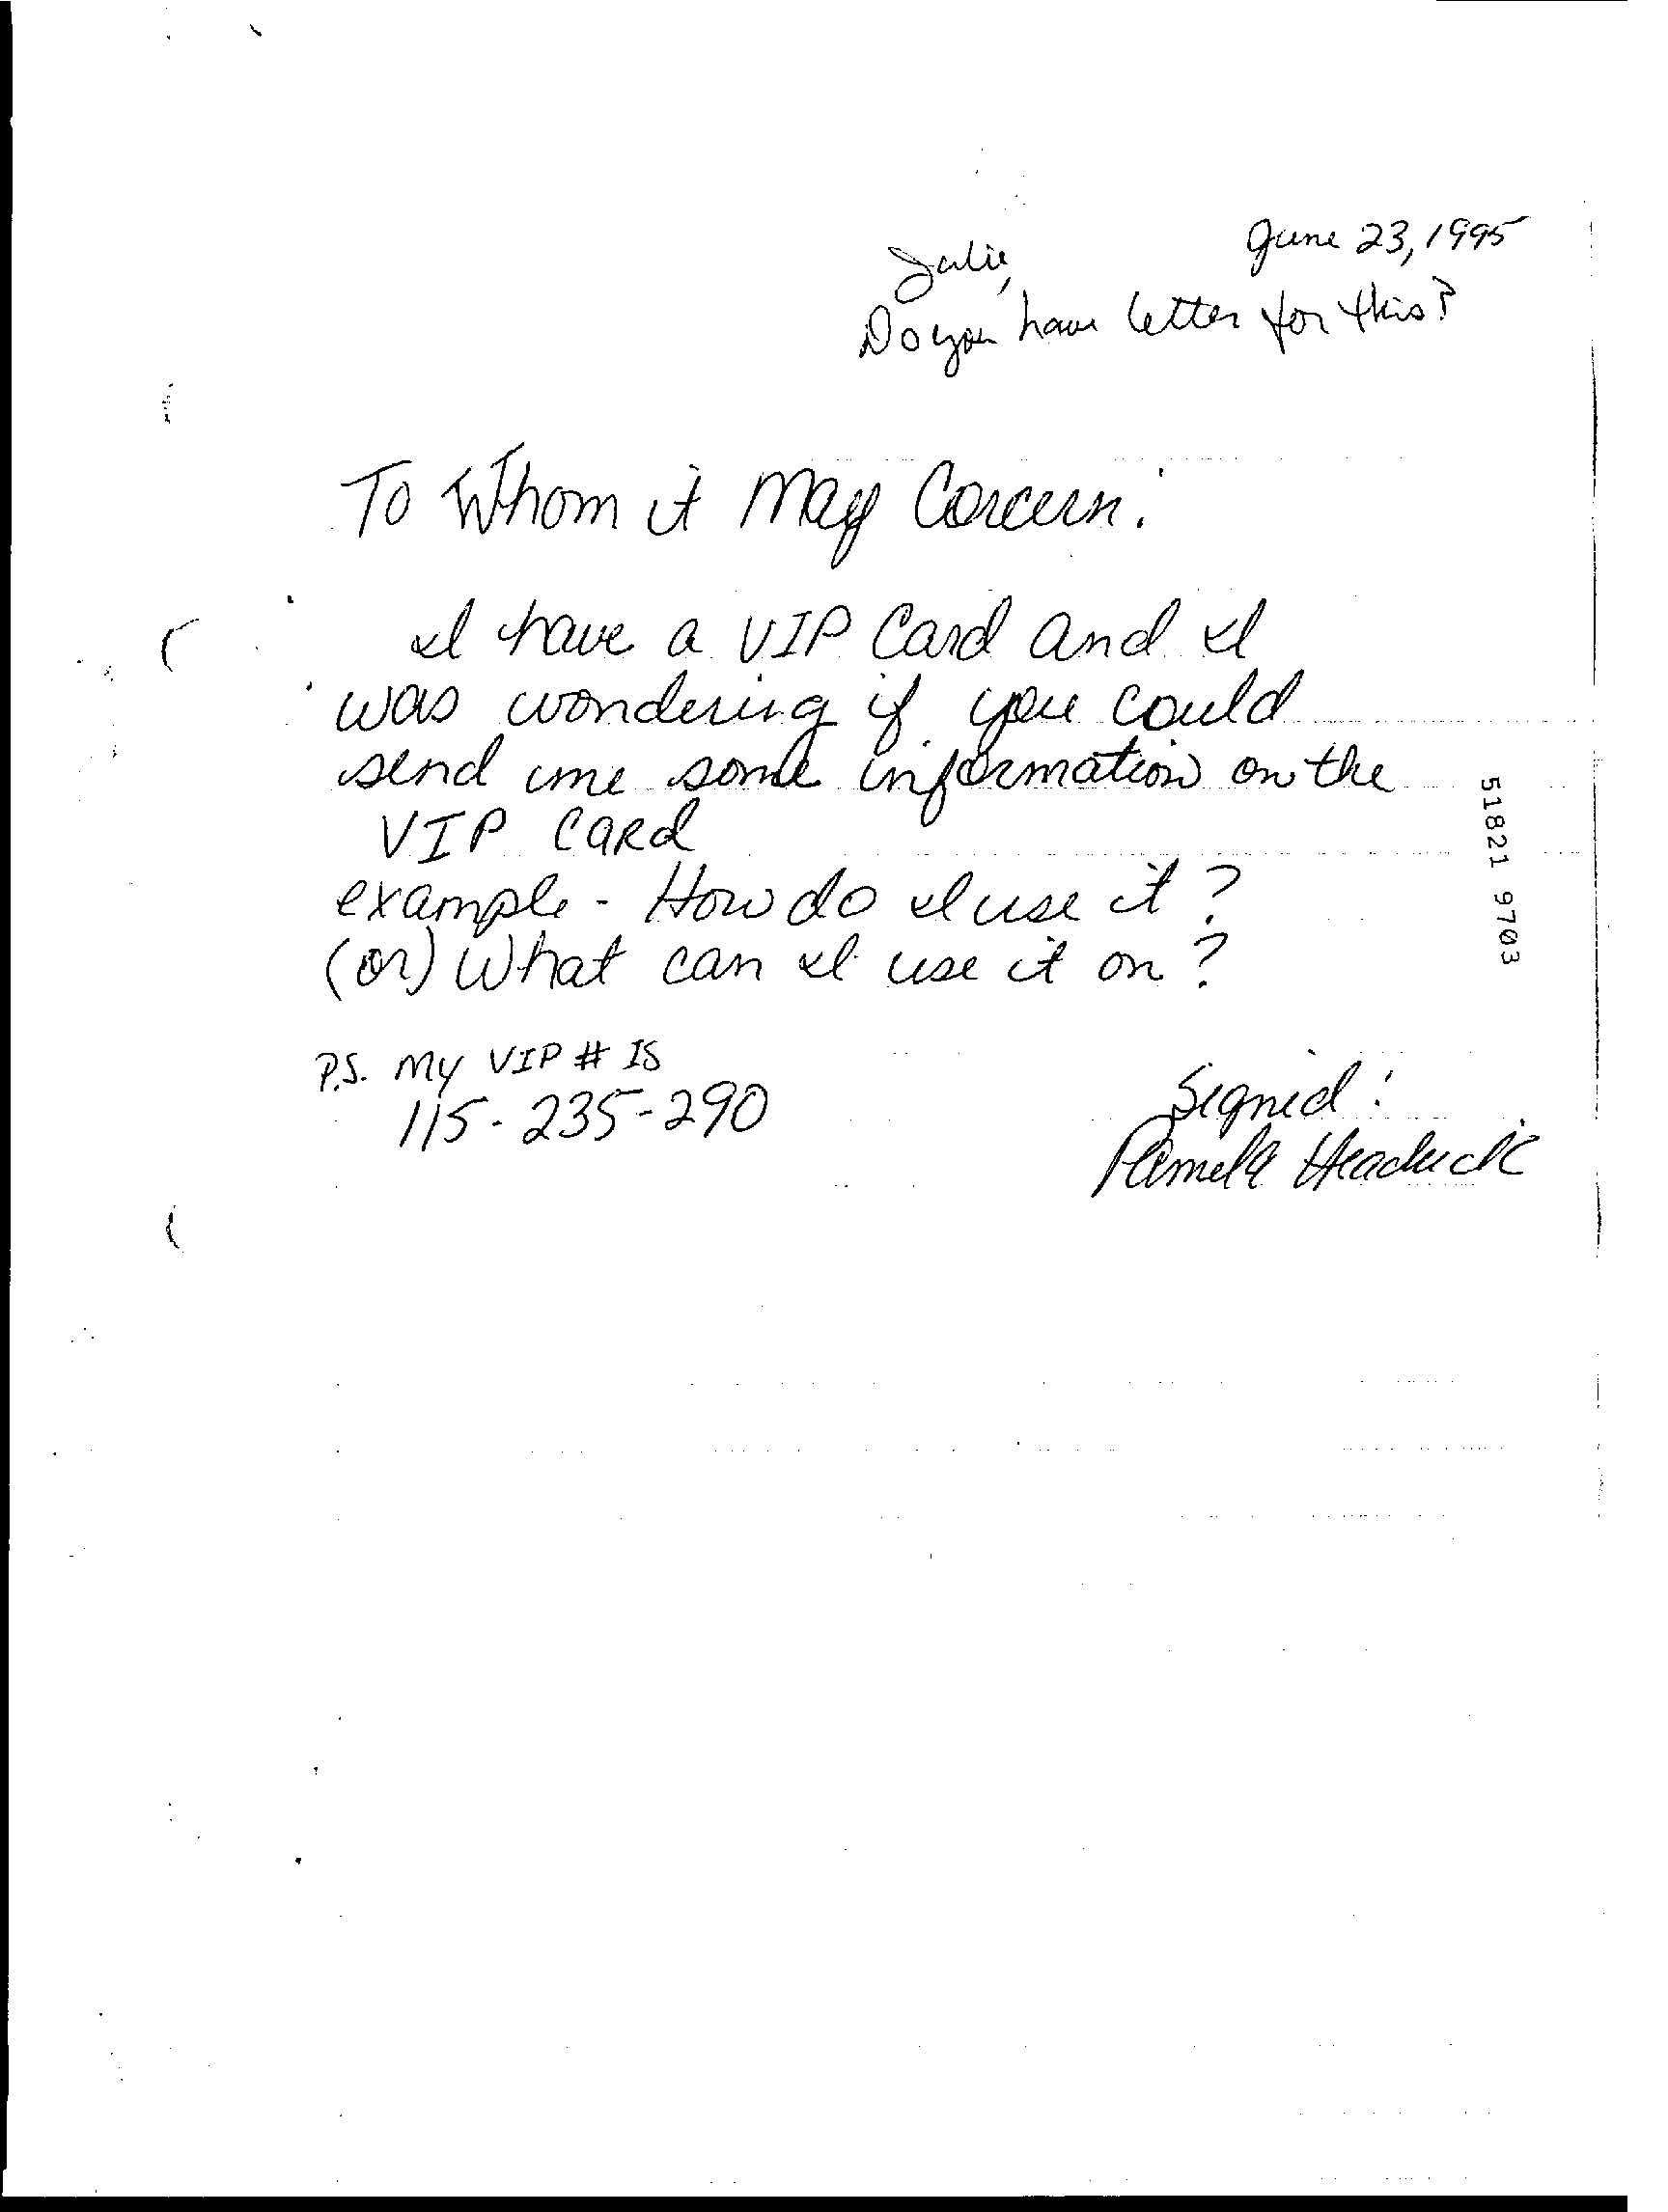 June 23, 1995
Julie,
Do you have letter for this?
To Whom it May Concern:
I have a VIP Card and I
was wondering if you could
send me some information on the
VIP CARd
example - How do I use it?
(or) What can I use it on?
P.S. My VIP # IS
115-235-290
Signed:
Pamela
51821 9703